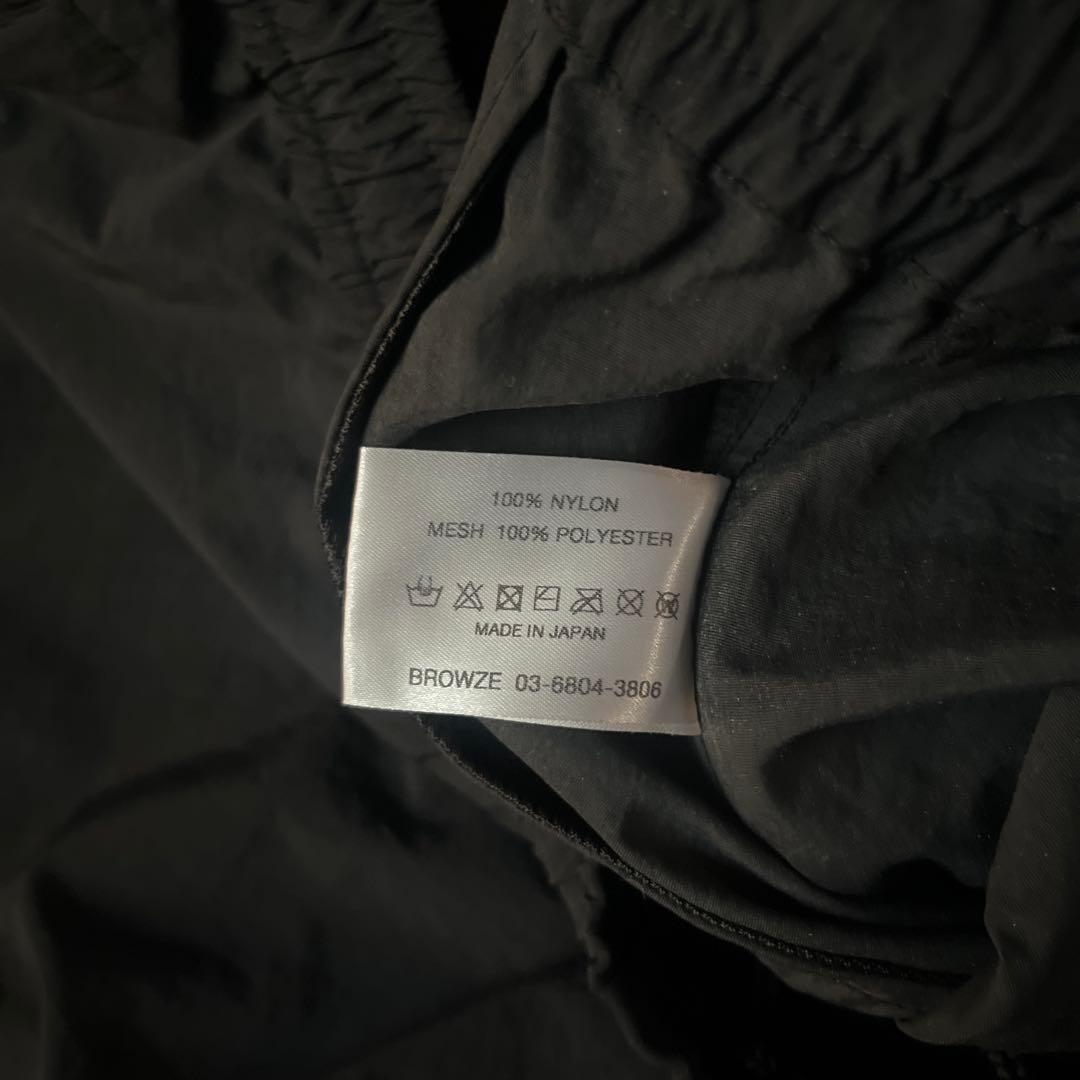 100% NYLON
MESH 100% POLYESTER
MADE IN JAPAN
BROWZE 03-6804-3806